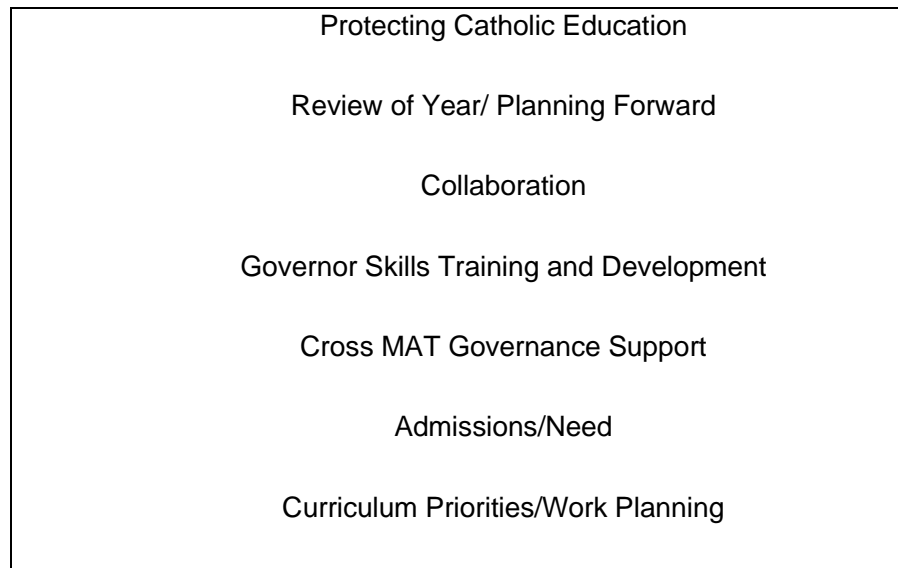 Protecting Catholic Education
Review of Year/ Planning Forward
Collaboration
Governor Skills Training and Development
Cross MAT Governance Support
Admissions/Need
Curriculum Priorities/Work Planning